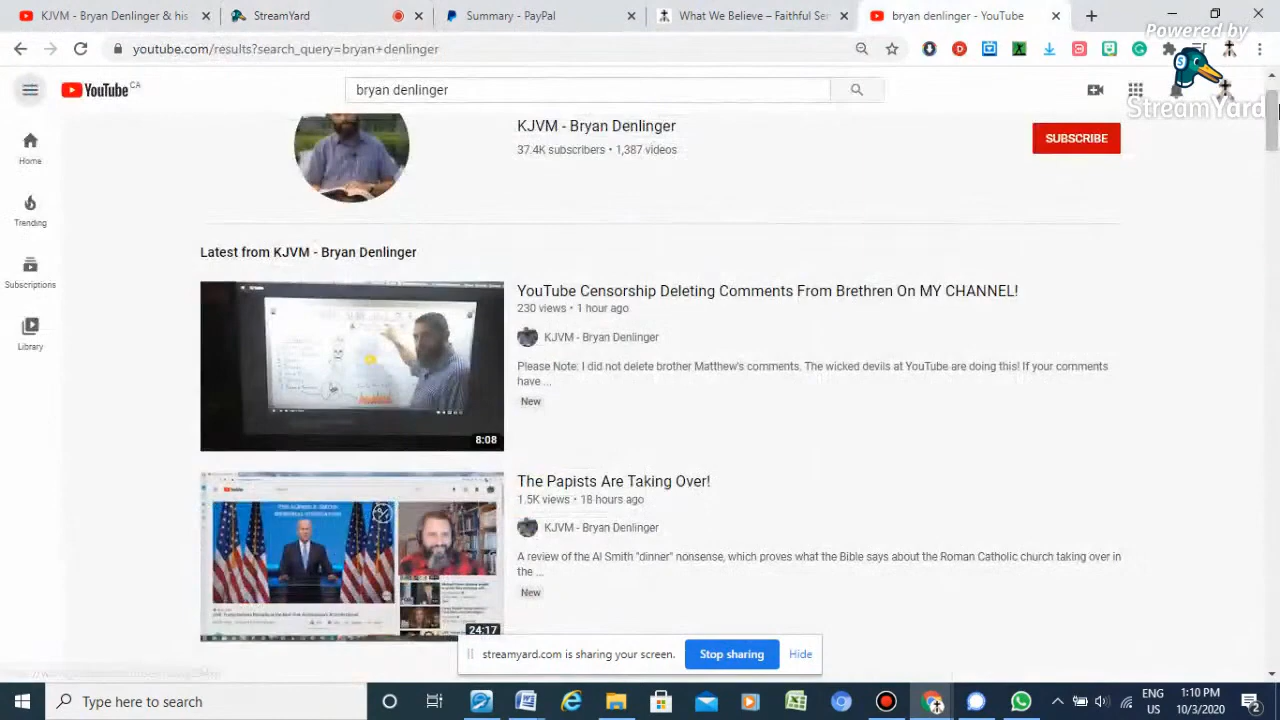 KJVM - Bryan Denlinger & his
StreamYard
Summary - PayPal
What We Believe – Faithful Ser
bryan denlinger - YouTube
youtube.com/results?search_query=bryan+denlinger
Powered by
StreamYard
YouTube CA
bryan denlinger
Home
Trending
Subscriptions
Library
KJVM - Bryan Denlinger
37.4K subscribers • 1,387 videos
SUBSCRIBE
Latest from KJVM - Bryan Denlinger
YouTube Censorship Deleting Comments From Brethren On MY CHANNEL!
230 views • 1 hour ago
KJVM - Bryan Denlinger
Please Note: I did not delete brother Matthew's comments. The wicked devils at YouTube are doing this! If your comments
have ...
New
8:08
The Papists Are Taking Over!
1.5K views • 18 hours ago
KJVM - Bryan Denlinger
A review of the Al Smith "dinner" nonsense, which proves what the Bible says about the Roman Catholic church taking over in
the ...
New
24:17
streamyard.com is sharing your screen.
Stop sharing
Hide
Type here to search
ENG
US
1:10 PM
10/3/2020
2